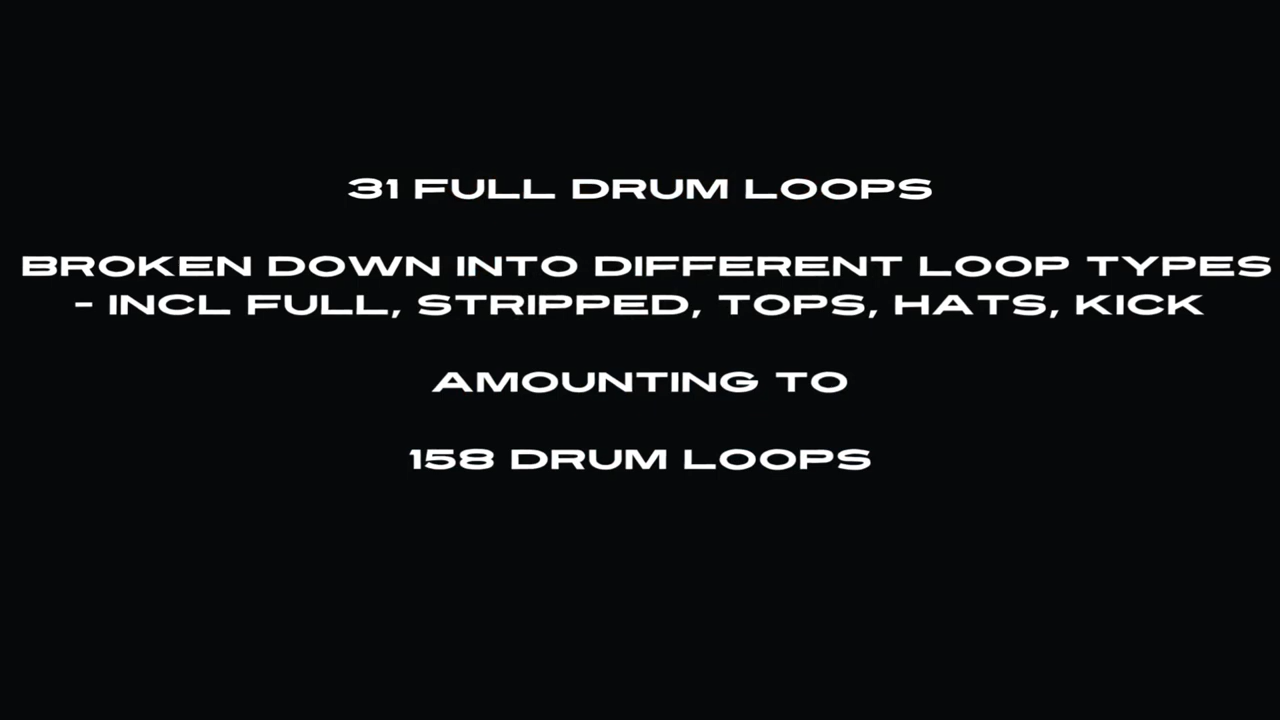 31 FULL DRUM LOOPS
BROKEN DOWN INTO DIFFERENT LOOP TYPES
- INCL FULL, STRIPPED, TOPS, HATS, KICK
AMOUNTING TO
158 DRUM LOOPS